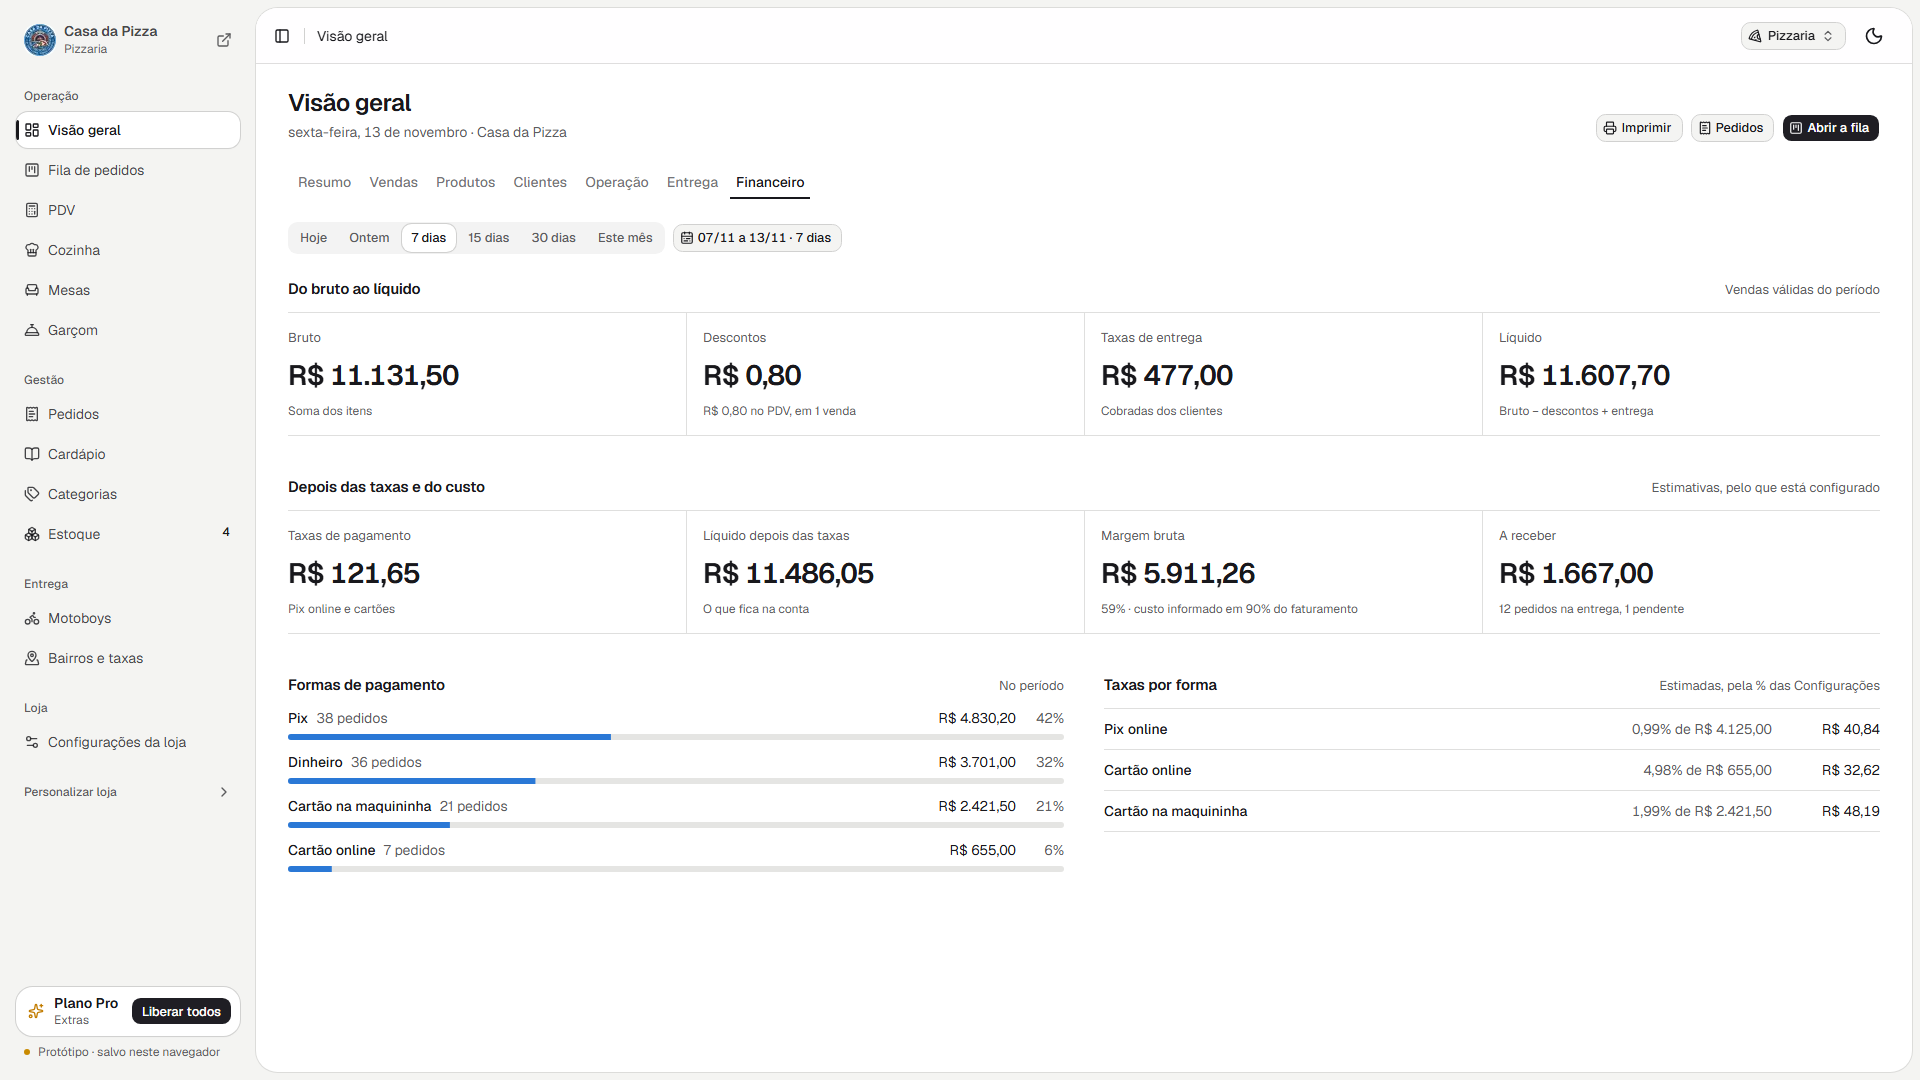 Casa da Pizza
Pizzaria
Operação
Visão geral
Fila de pedidos
PDV
Cozinha
Mesas
Garçom
Gestão
Pedidos
Cardápio
Categorias
Estoque 4
Entrega
Motoboys
Bairros e taxas
Loja
Configurações da loja
Personalizar loja
Plano Pro
Extras
Liberar todos
Protótipo · salvo neste navegador
Visão geral
Pizzaria
Visão geral
sexta-feira, 13 de novembro · Casa da Pizza
Imprimir Pedidos Abrir a fila
Resumo Vendas Produtos Clientes Operação Entrega Financeiro
Hoje Ontem 7 dias 15 dias 30 dias Este mês 07/11 a 13/11 · 7 dias
Do bruto ao líquido Vendas válidas do período
Bruto
R$ 11.131,50
Soma dos itens
Descontos
R$ 0,80
R$ 0,80 no PDV, em 1 venda
Taxas de entrega
R$ 477,00
Cobradas dos clientes
Líquido
R$ 11.607,70
Bruto − descontos + entrega
Depois das taxas e do custo Estimativas, pelo que está configurado
Taxas de pagamento
R$ 121,65
Pix online e cartões
Líquido depois das taxas
R$ 11.486,05
O que fica na conta
Margem bruta
R$ 5.911,26
59% · custo informado em 90% do faturamento
A receber
R$ 1.667,00
12 pedidos na entrega, 1 pendente
Formas de pagamento No período
Pix 38 pedidos R$ 4.830,20 42%
Dinheiro 36 pedidos R$ 3.701,00 32%
Cartão na maquininha 21 pedidos R$ 2.421,50 21%
Cartão online 7 pedidos R$ 655,00 6%
Taxas por forma Estimadas, pela % das Configurações
Pix online 0,99% de R$ 4.125,00 R$ 40,84
Cartão online 4,98% de R$ 655,00 R$ 32,62
Cartão na maquininha 1,99% de R$ 2.421,50 R$ 48,19